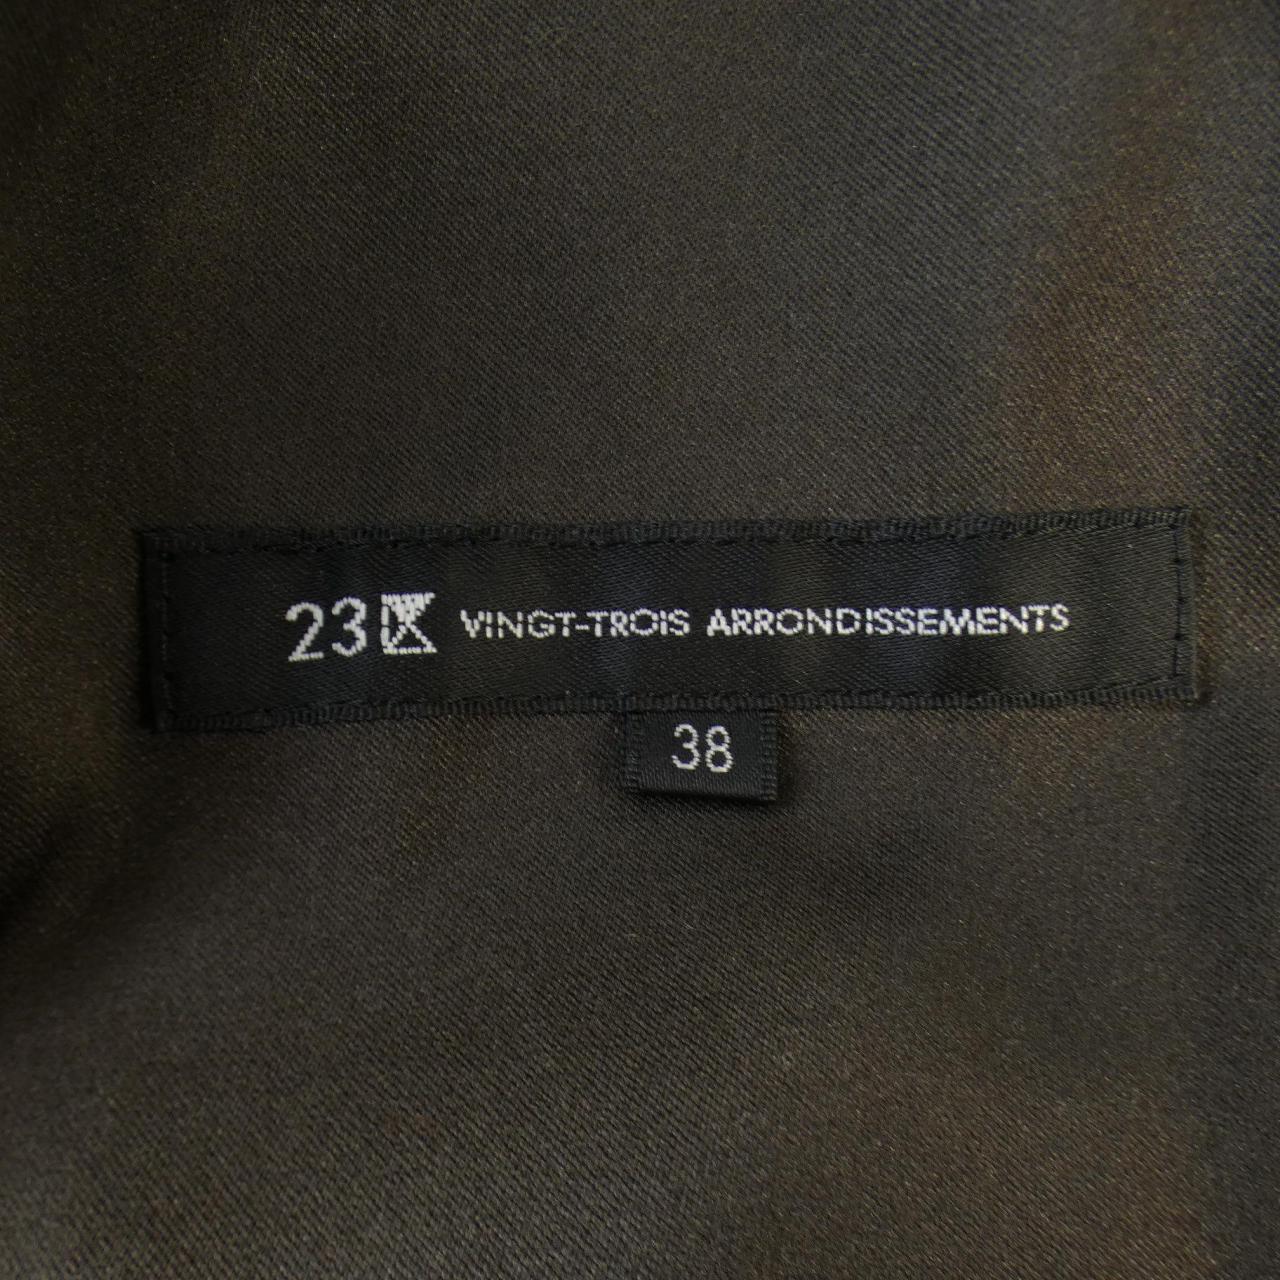 23区 VINGT-TROIS ARRONDISSEMENTS
38